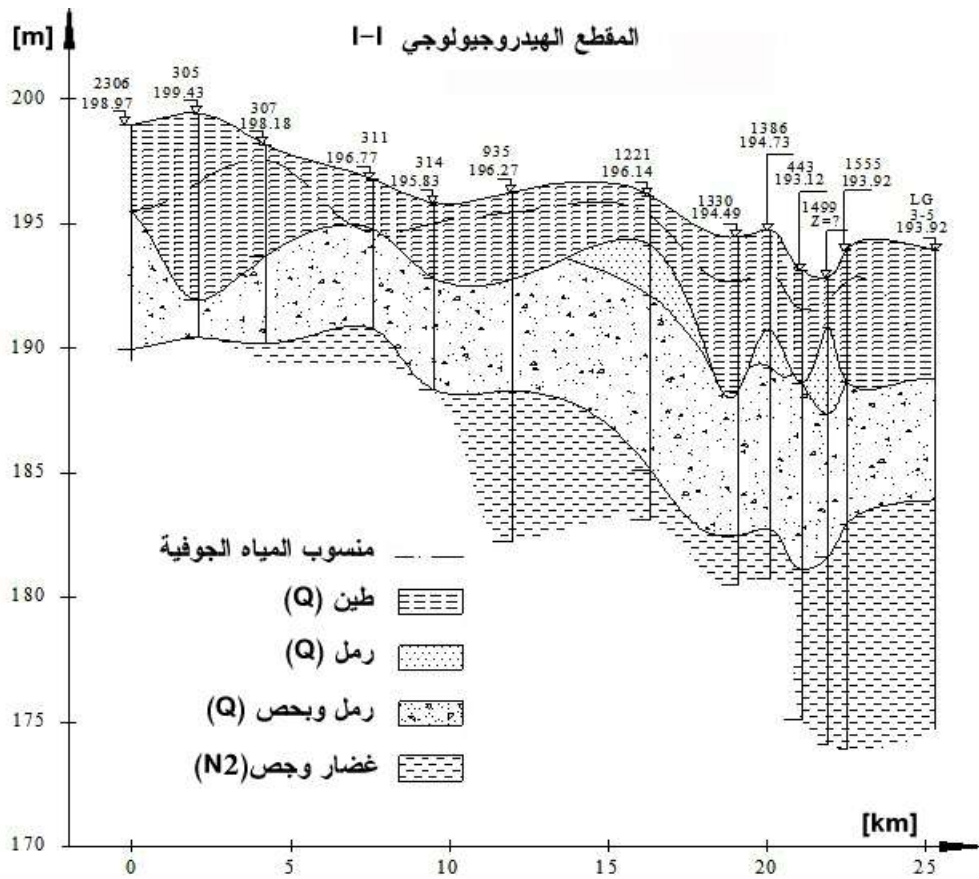 المقطع الهيدروجيولوجي I-I
[m]
200
195
190
185
180
175
170
2306
198.97
305
199.43
307
198.18
311
196.77
314
195.83
935
196.27
1221
196.14
1330
194.49
1386
194.73
443
193.12
1499
Z=?
1555
193.92
LG
3-5
193.92
منسوب المياه الجوفية
طين (Q)
رمل (Q)
رمل وبحص (Q)
غضار وجص(N2)
[km]
0 5 10 15 20 25